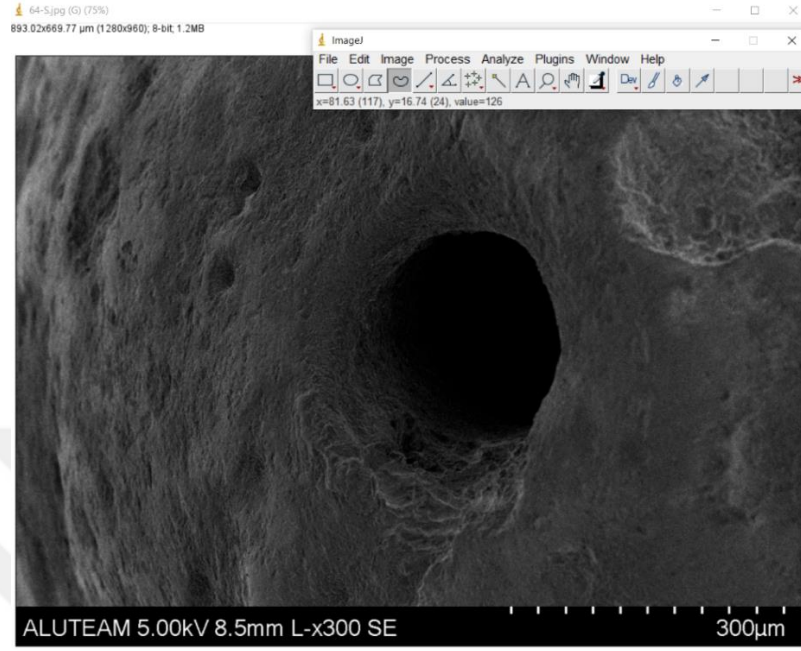 64-S.jpg (G) (75%)
893.02x669.77 µm (1280x960); 8-bit; 1.2MB
ImageJ
File Edit Image Process Analyze Plugins Window Help
Dev
x=81.63 (117), y=16.74 (24), value=126
ALUTEAM 5.00kV 8.5mm L-x300 SE 300µm